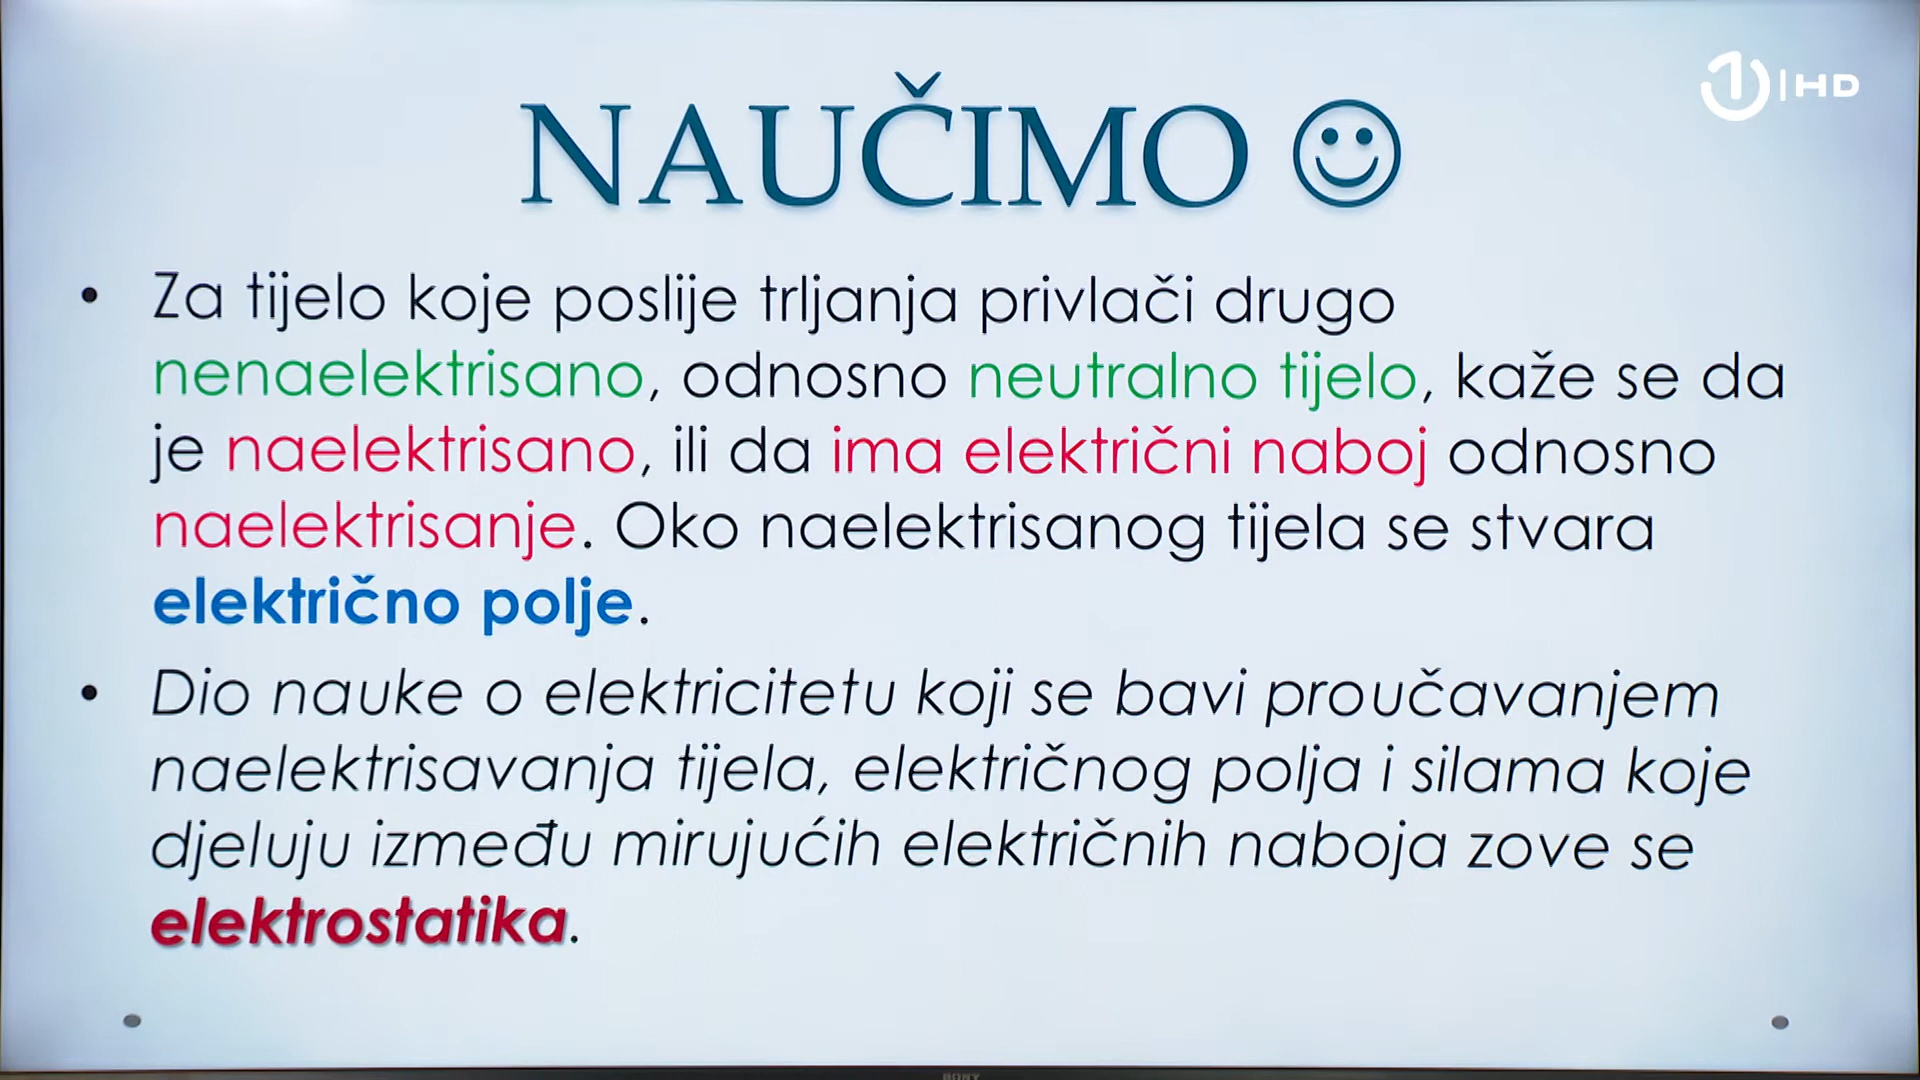 NAUČIMO ☺
1 | HD
• Za tijelo koje poslije trljanja privlači drugo
nenaelektrisano, odnosno neutralno tijelo, kaže se da
je naelektrisano, ili da ima električni naboj odnosno
naelektrisanje. Oko naelektrisanog tijela se stvara
električno polje.
• Dio nauke o elektricitetu koji se bavi proučavanjem
naelektrisavanja tijela, električnog polja i silama koje
djeluju između mirujućih električnih naboja zove se
elektrostatika.
SONY